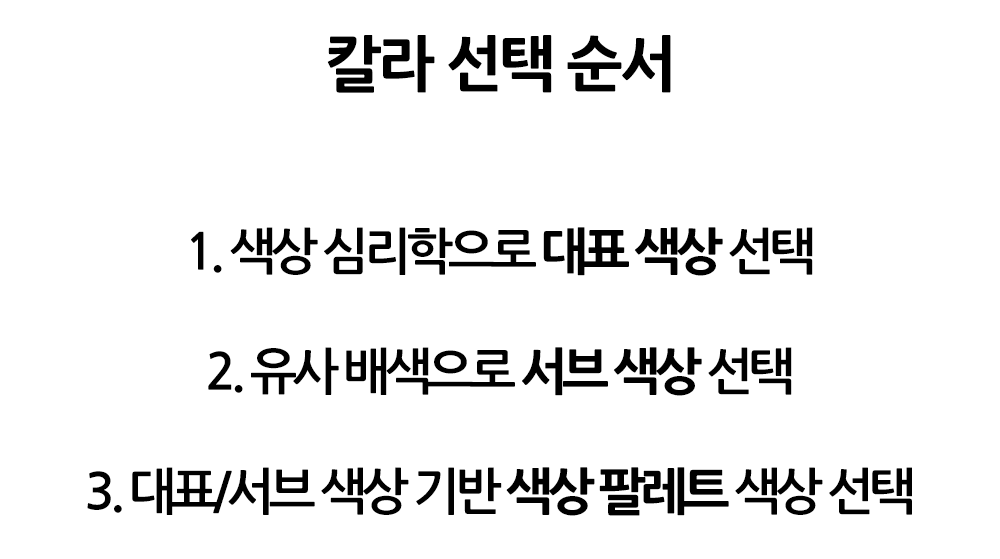 칼라 선택 순서
1. 색상 심리학으로 대표 색상 선택
2. 유사 배색으로 서브 색상 선택
3. 대표/서브 색상 기반 색상 팔레트 색상 선택